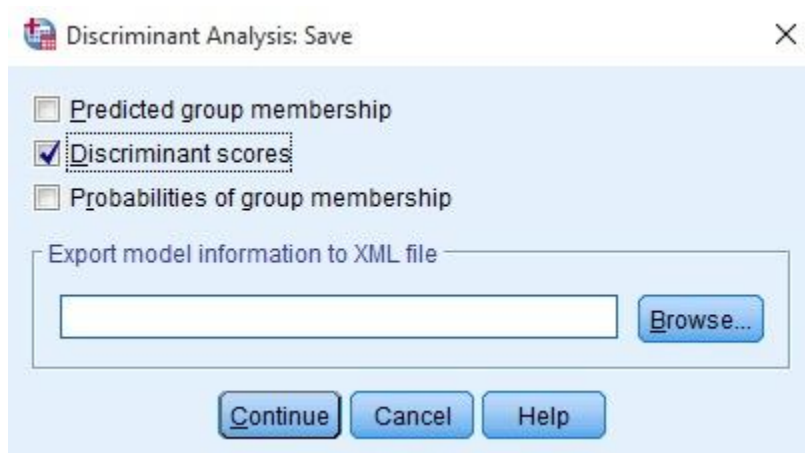 Discriminant Analysis: Save
Predicted group membership
Discriminant scores
Probabilities of group membership
Export model information to XML file
Browse...
Continue Cancel Help